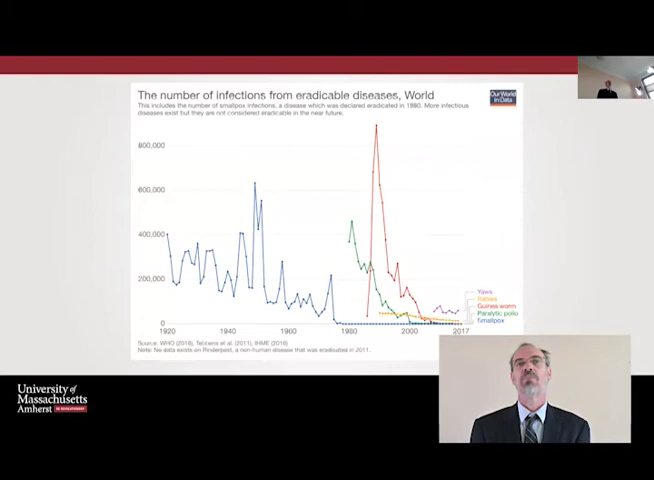 The number of infections from eradicable diseases, World
This includes the number of smallpox infections, a disease which was declared eradicated in 1980. More infectious
diseases exist but they are not considered eradicable in the near future.
Our World
in Data
800,000
600,000
400,000
200,000
0
1920
1940
1960
1980
2000
2017
Yaws
Rabies
Guinea worm
Paralytic polio
Smallpox
Source: WHO (2018), (2011), IHME (2016)
Note: No data exists on Rinderpest, a non-human disease that was eradicated in 2011.
University of
Massachusetts
Amherst BE REVOLUTIONARY